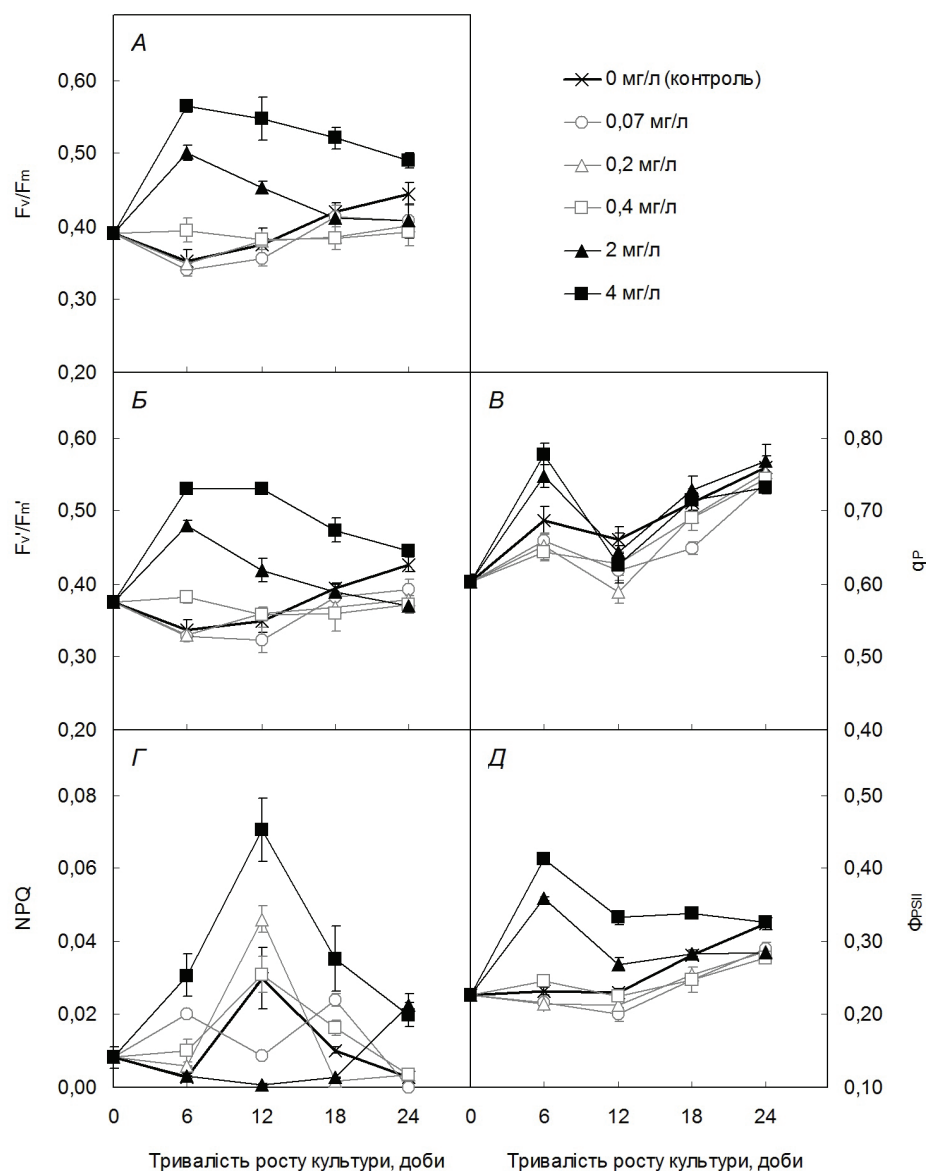 А
0 мг/л (контроль)
0,07 мг/л
0,2 мг/л
0,4 мг/л
2 мг/л
4 мг/л
Fv/Fm
0,60
0,50
0,40
0,30
0,20
Б
Fv'/Fm'
0,60
0,50
0,40
0,30
0,20
В
0,80
0,70
0,60
0,50
0,40
qP
Г
NPQ
0,08
0,06
0,04
0,02
0,00
0 6 12 18 24
Тривалість росту культури, доби
Д
0,50
0,40
0,30
0,20
0,10
ΦPSII
0 6 12 18 24
Тривалість росту культури, доби